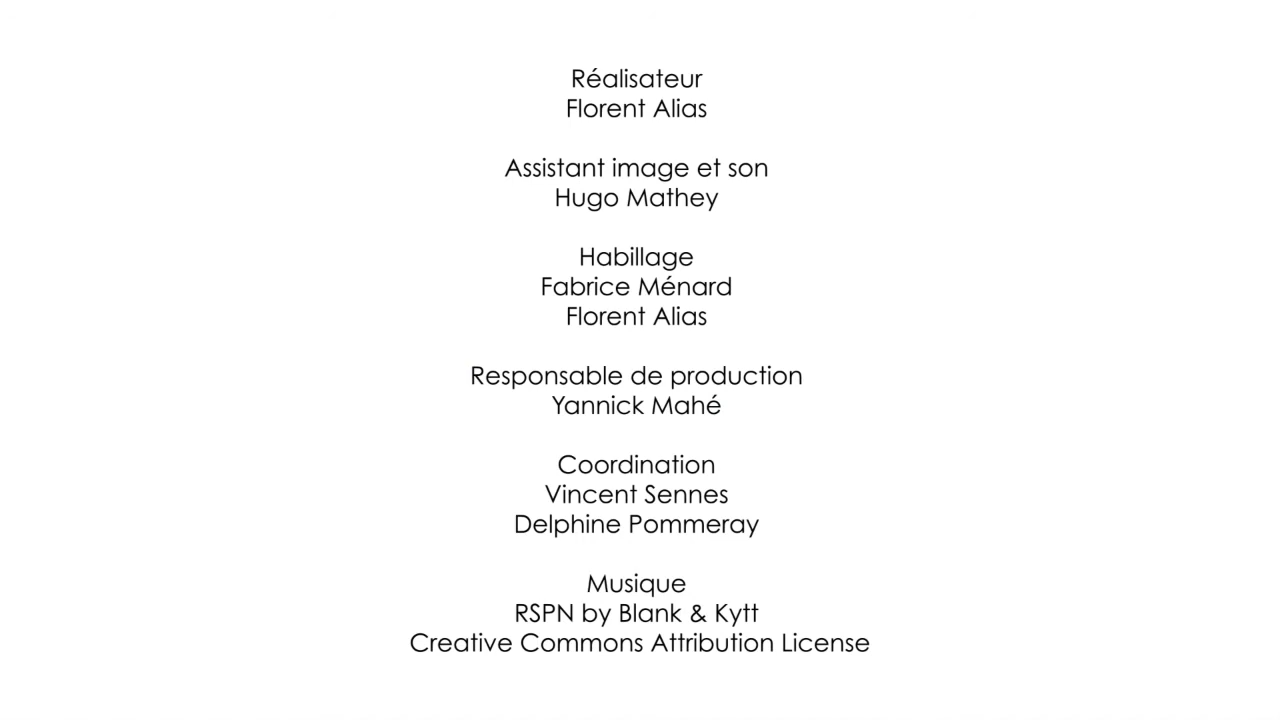 Réalisateur
Florent Alias
Assistant image et son
Hugo Mathey
Habillage
Fabrice Ménard
Florent Alias
Responsable de production
Yannick Mahé
Coordination
Vincent Sennes
Delphine Pommeray
Musique
RSPN by Blank & Kytt
Creative Commons Attribution License